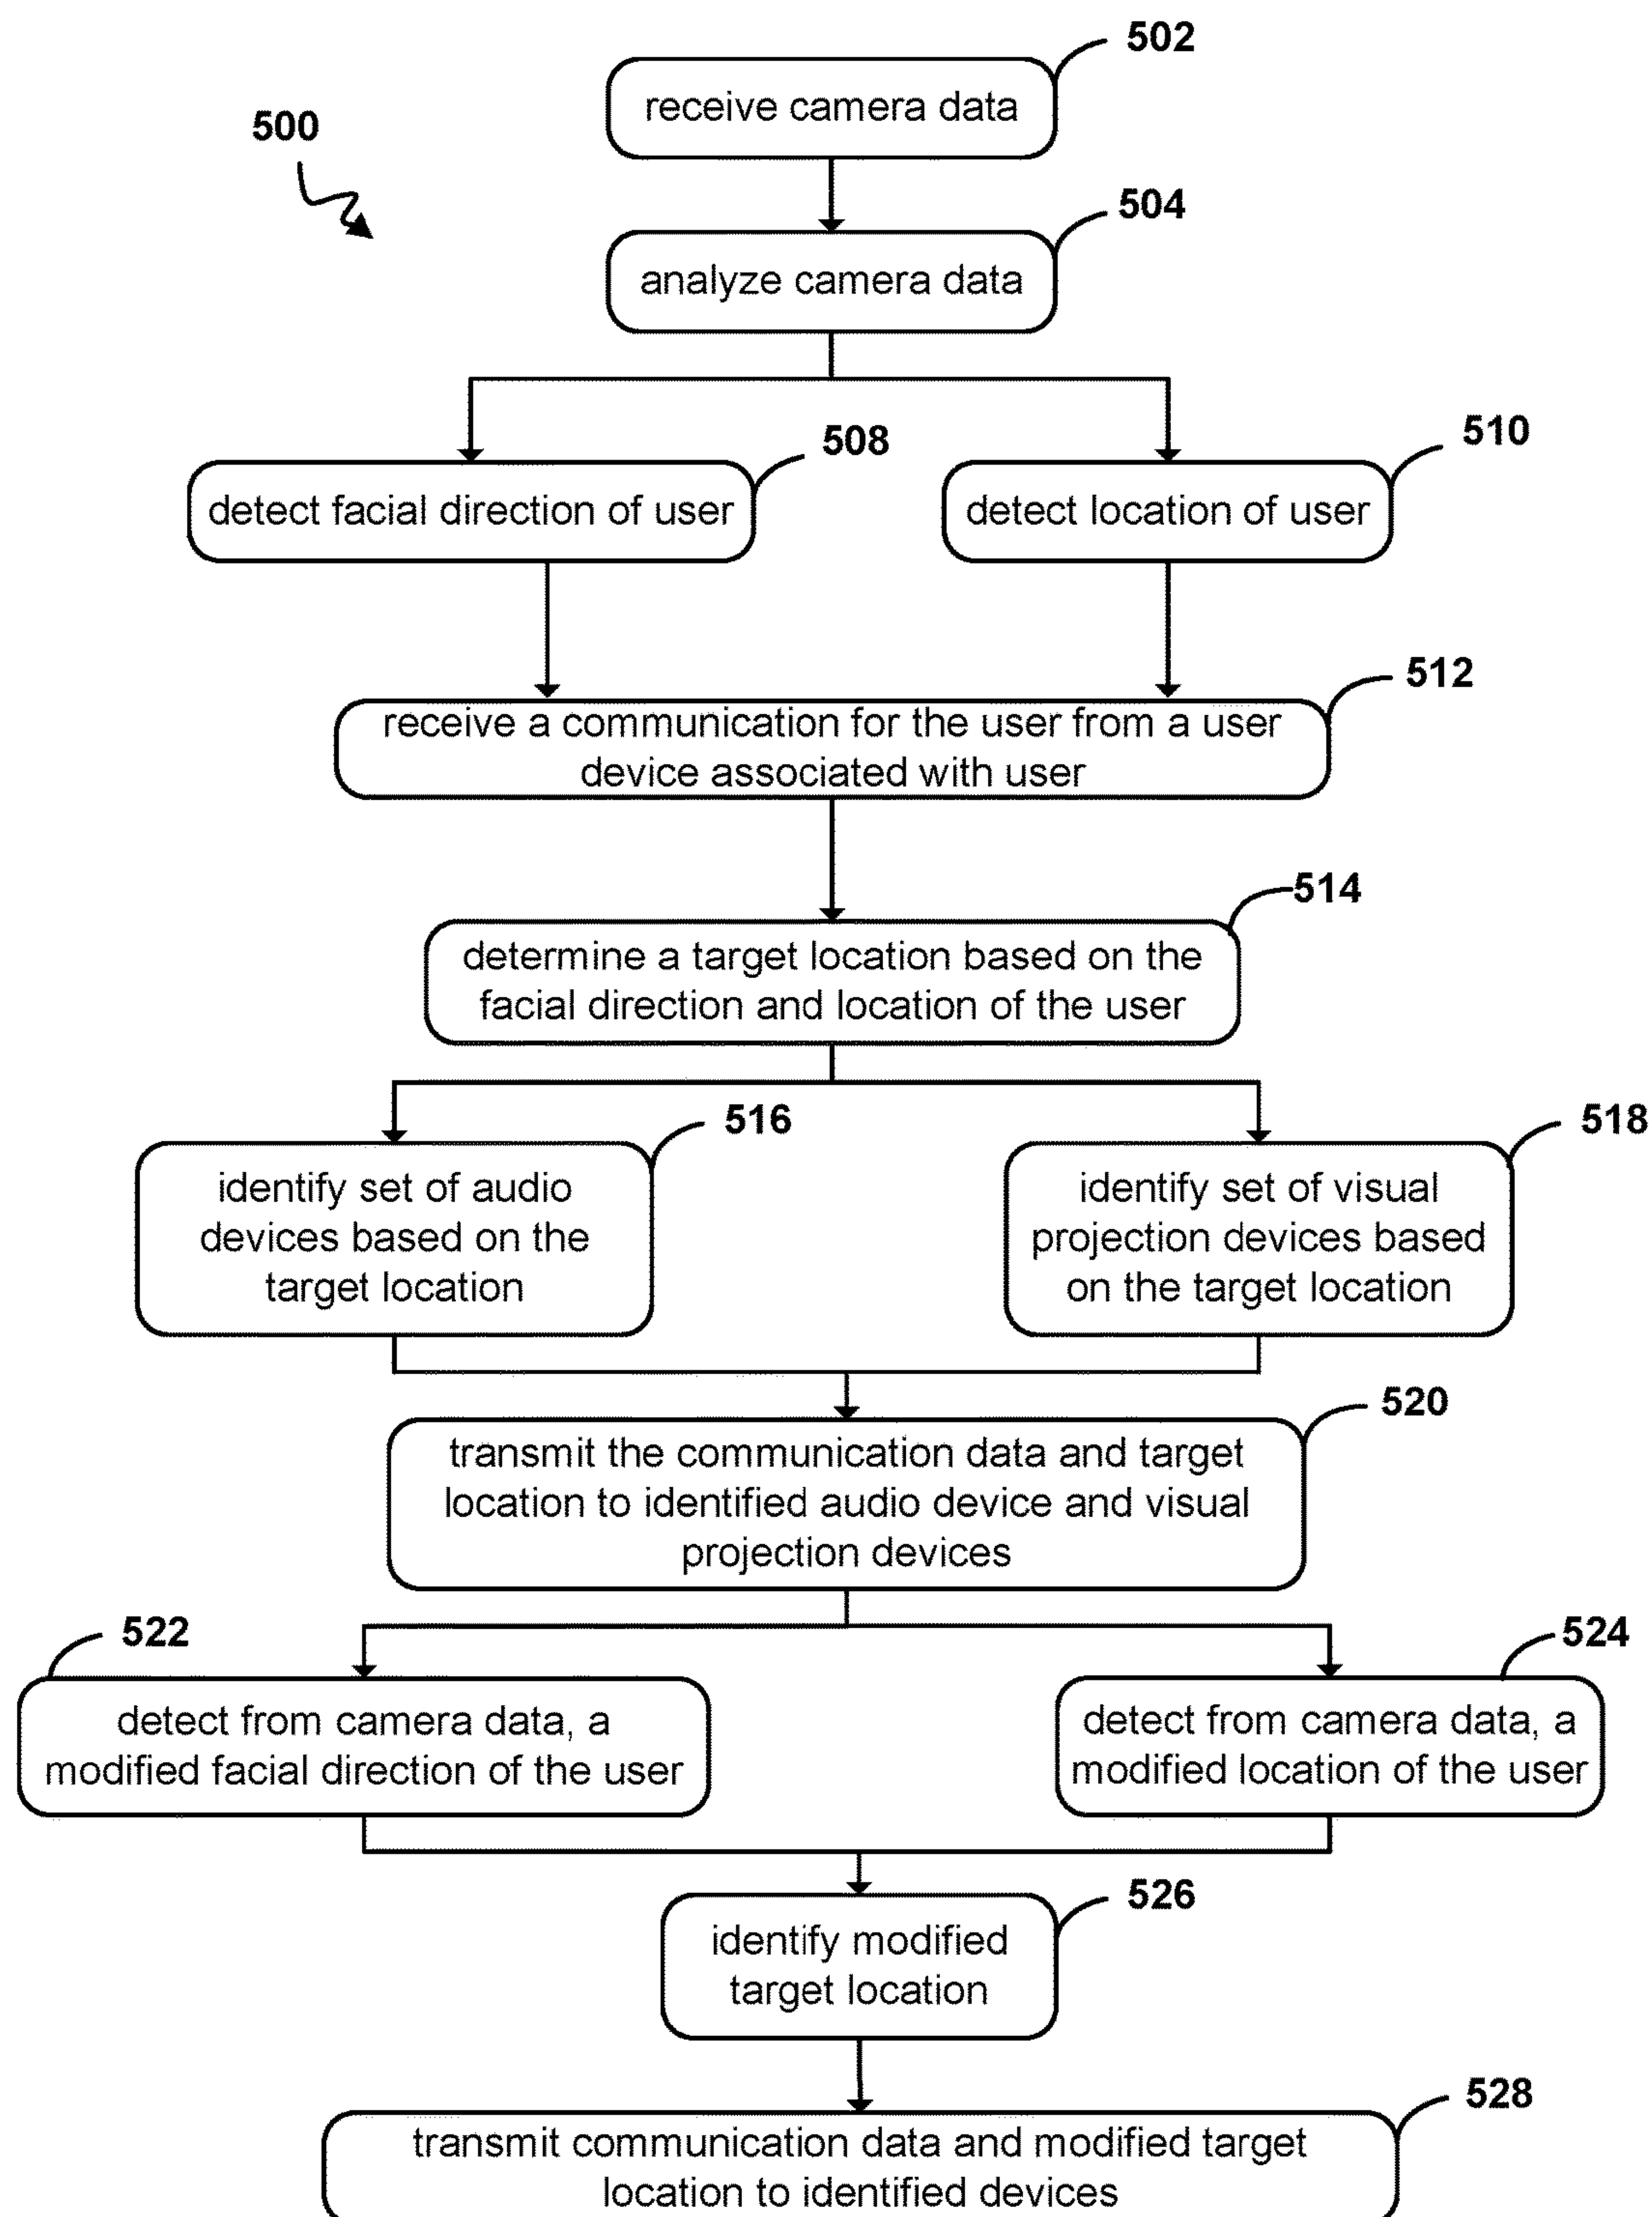 502
receive camera data
500
504
analyze camera data
508
510
detect facial direction of user
detect location of user
512
receive a communication for the user from a user
device associated with user
514
determine a target location based on the
facial direction and location of the user
516
518
identify set of audio
devices based on the
target location
identify set of visual
projection devices based
on the target location
520
transmit the communication data and target
location to identified audio device and visual
projection devices
522
524
detect from camera data, a
modified facial direction of the user
detect from camera data, a
modified location of the user
526
identify modified
target location
528
transmit communication data and modified target
location to identified devices